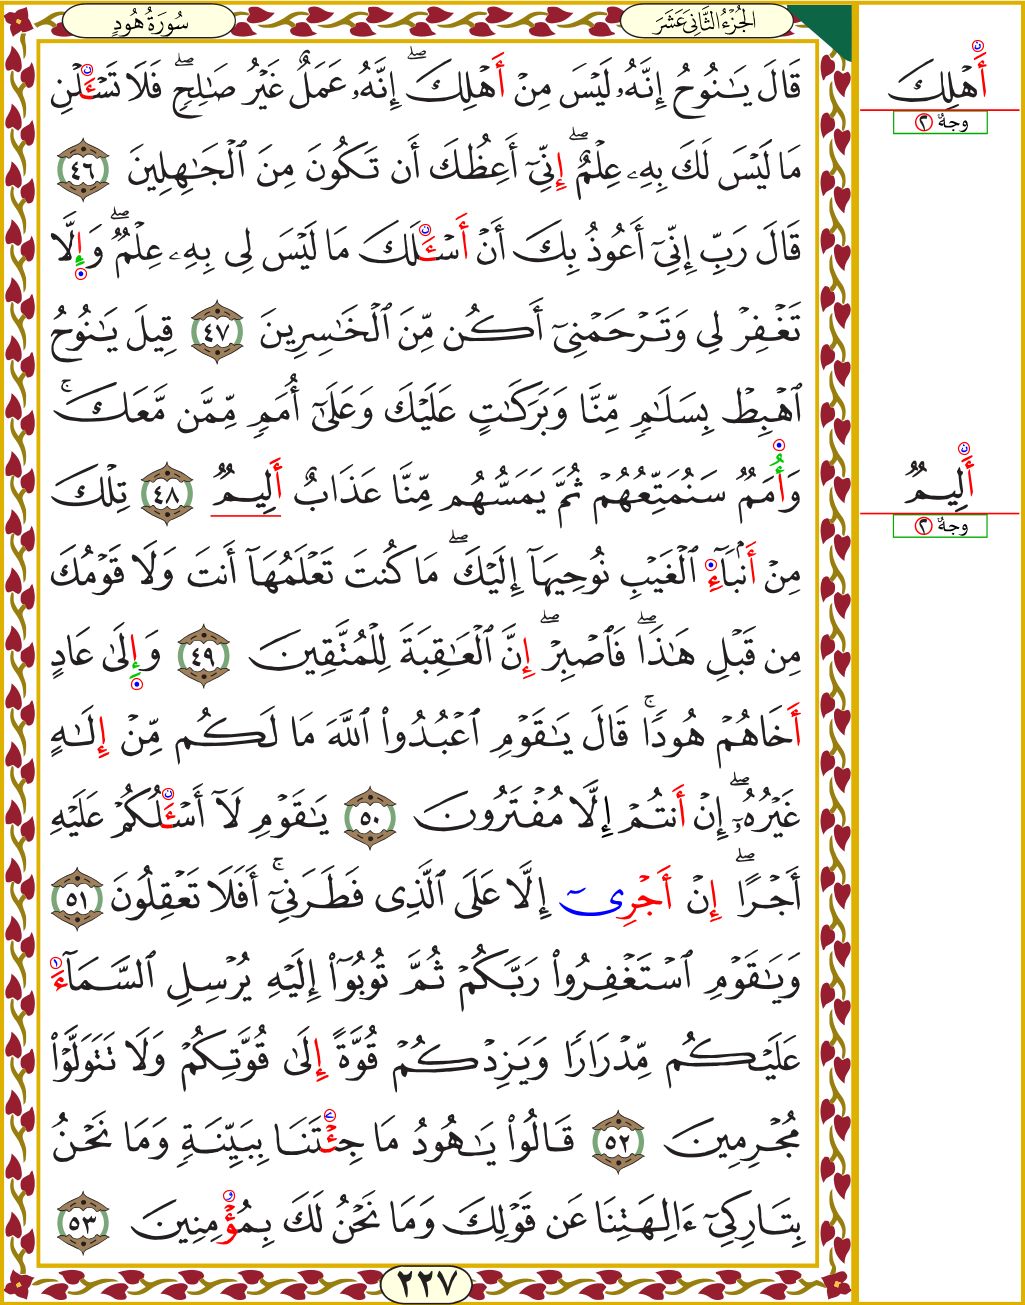 سُورَةُ هُودٍ
الجُزْءُ الثَّانِيَ عَشَرَ
قَالَ يَٰنُوحُ إِنَّهُۥ لَيْسَ مِنْ أَهْلِكَۖ إِنَّهُۥ عَمَلٌ غَيْرُ صَٰلِحٖۖ فَلَا تَسْـَٔلْنِ
مَا لَيْسَ لَكَ بِهِۦ عِلْمٌۖ إِنِّيٓ أَعِظُكَ أَن تَكُونَ مِنَ ٱلْجَٰهِلِينَ ٤٦
قَالَ رَبِّ إِنِّيٓ أَعُوذُ بِكَ أَنْ أَسْـَٔلَكَ مَا لَيْسَ لِى بِهِۦ عِلْمٌۖ وَإِلَّا
تَغْفِرْ لِى وَتَرْحَمْنِيٓ أَكُن مِّنَ ٱلْخَٰسِرِينَ ٤٧ قِيلَ يَٰنُوحُ
ٱهْبِطْ بِسَلَٰمٖ مِّنَّا وَبَرَكَٰتٍ عَلَيْكَ وَعَلَىٰٓ أُمَمٖ مِّمَّن مَّعَكَۚ
وَأُمَمٌ سَنُمَتِّعُهُمْ ثُمَّ يَمَسُّهُم مِّنَّا عَذَابٌ أَلِيمٌ ٤٨ تِلْكَ
مِنْ أَنۢبَآءِ ٱلْغَيْبِ نُوحِيهَآ إِلَيْكَۖ مَا كُنتَ تَعْلَمُهَآ أَنتَ وَلَا قَوْمُكَ
مِن قَبْلِ هَٰذَاۖ فَٱصْبِرْۖ إِنَّ ٱلْعَٰقِبَةَ لِلْمُتَّقِينَ ٤٩ وَإِلَىٰ عَادٍ
أَخَاهُمْ هُودٗاۚ قَالَ يَٰقَوْمِ ٱعْبُدُوا۟ ٱللَّهَ مَا لَكُم مِّنْ إِلَٰهٍ
غَيْرُهُۥٓۖ إِنْ أَنتُمْ إِلَّا مُفْتَرُونَ ٥٠ يَٰقَوْمِ لَآ أَسْـَٔلُكُمْ عَلَيْهِ
أَجْرًاۖ إِنْ أَجْرِىٓ إِلَّا عَلَى ٱلَّذِى فَطَرَنِيٓۚ أَفَلَا تَعْقِلُونَ ٥١
وَيَٰقَوْمِ ٱسْتَغْفِرُوا۟ رَبَّكُمْ ثُمَّ تُوبُوٓا۟ إِلَيْهِ يُرْسِلِ ٱلسَّمَآءَ
عَلَيْكُم مِّدْرَارٗا وَيَزِدْكُمْ قُوَّةً إِلَىٰ قُوَّتِكُمْ وَلَا تَتَوَلَّوْا۟
مُجْرِمِينَ ٥٢ قَالُوا۟ يَٰهُودُ مَا جِئْتَنَا بِبَيِّنَةٖ وَمَا نَحْنُ
بِتَارِكِيٓ ءَالِهَتِنَا عَن قَوْلِكَ وَمَا نَحْنُ لَكَ بِمُؤْمِنِينَ ٥٣
٢٢٧
أَهْلِكَ
وجهٌ ٢
أَلِيمٌ
وجهٌ ٢